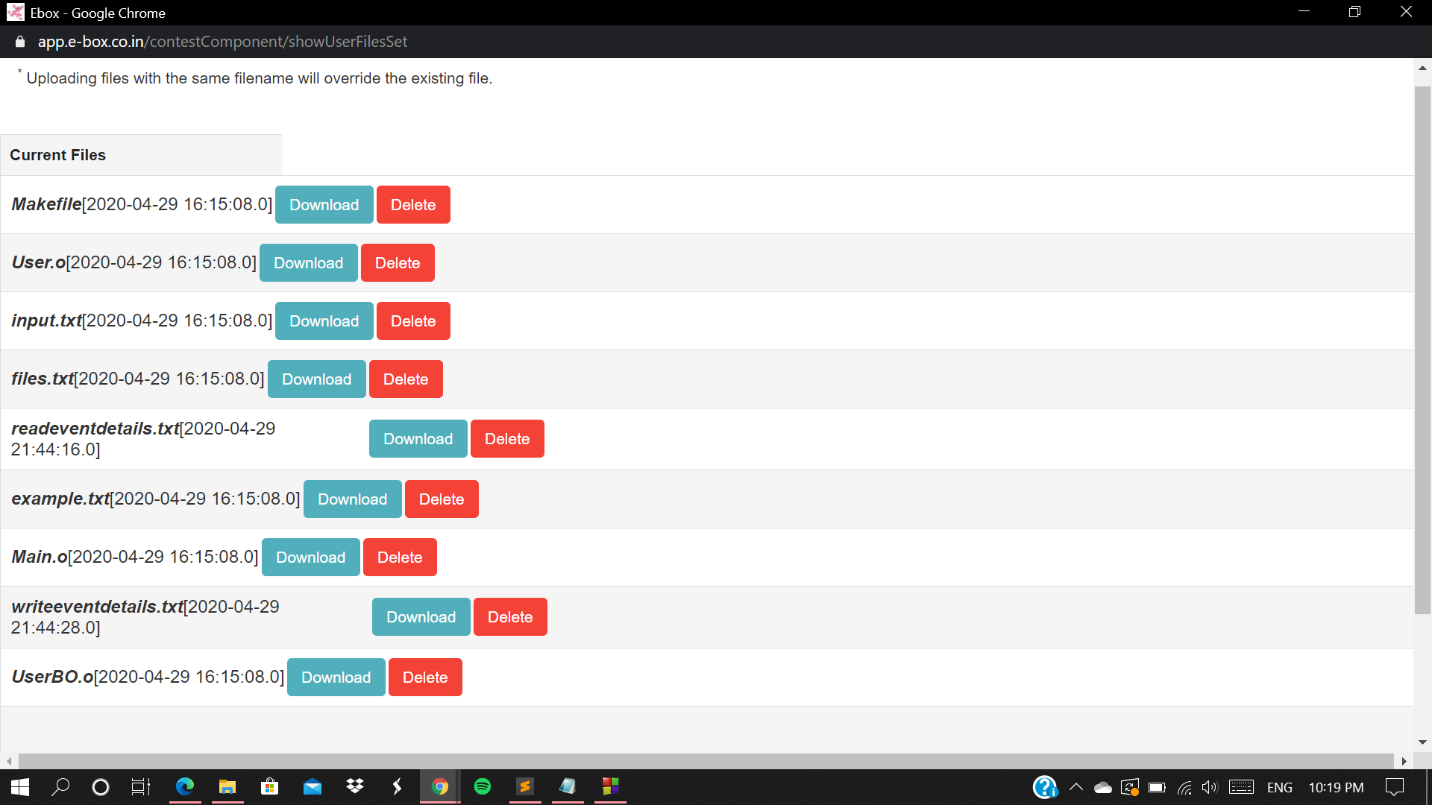 Ebox - Google Chrome
app.e-box.co.in/contestComponent/showUserFilesSet
* Uploading files with the same filename will override the existing file.
Current Files
Makefile[2020-04-29 16:15:08.0] Download Delete
User.o[2020-04-29 16:15:08.0] Download Delete
input.txt[2020-04-29 16:15:08.0] Download Delete
files.txt[2020-04-29 16:15:08.0] Download Delete
readeventdetails.txt[2020-04-29
21:44:16.0] Download Delete
example.txt[2020-04-29 16:15:08.0] Download Delete
Main.o[2020-04-29 16:15:08.0] Download Delete
writeeventdetails.txt[2020-04-29
21:44:28.0] Download Delete
UserBO.o[2020-04-29 16:15:08.0] Download Delete
ENG 10:19 PM